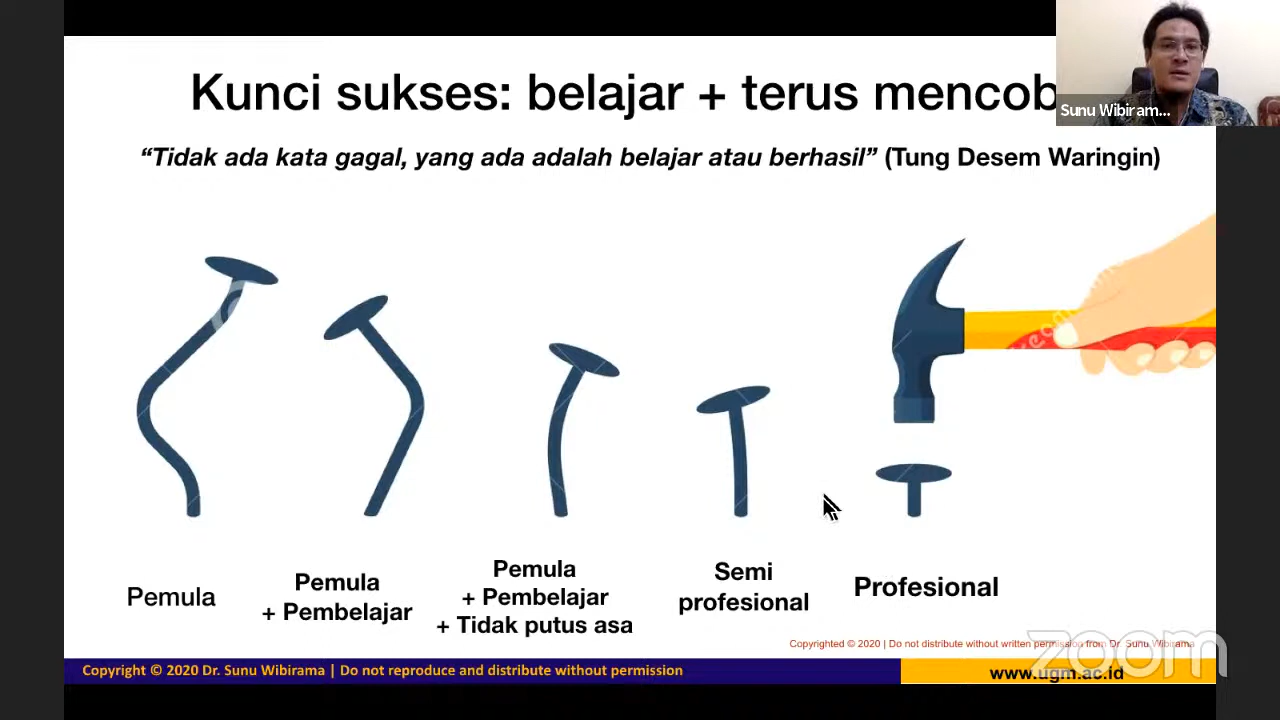 Kunci sukses: belajar + terus mencob
Sunu Wibiram...
“Tidak ada kata gagal, yang ada adalah belajar atau berhasil” (Tung Desem Waringin)
Pemula
Pemula
+ Pembelajar
Pemula
+ Pembelajar
+ Tidak putus asa
Semi
profesional
Profesional
Copyrighted © 2020 | Do not distribute without written permission from Dr. Sunu Wibirama
zoom
Copyright © 2020 Dr. Sunu Wibirama | Do not reproduce and distribute without permission
www.ugm.ac.id